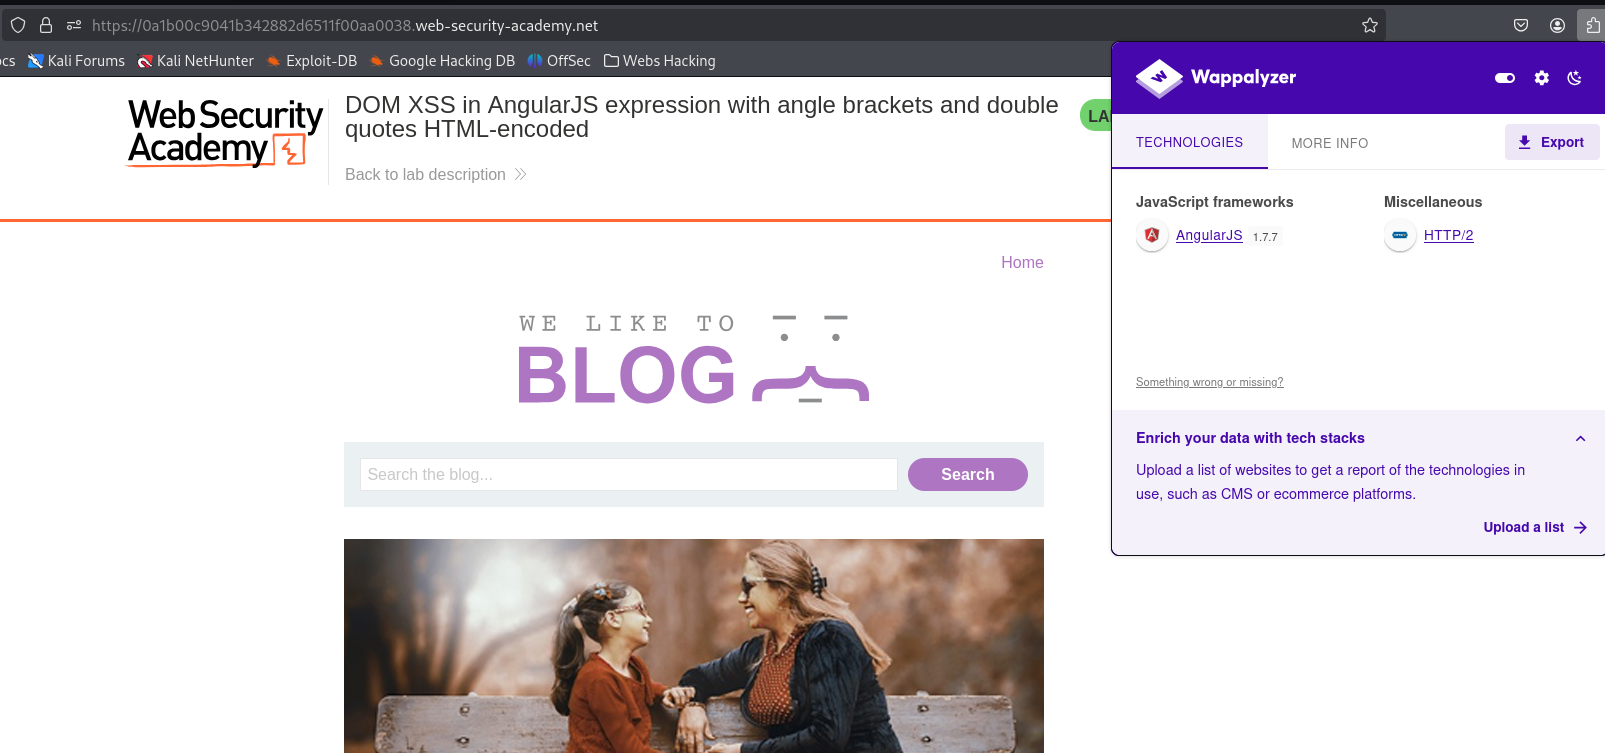 https://0a1b00c9041b342882d6511f00aa0038.web-security-academy.net
Kali Forums Kali NetHunter Exploit-DB Google Hacking DB OffSec Webs Hacking
Web Security
Academy
DOM XSS in AngularJS expression with angle brackets and double
quotes HTML-encoded
Back to lab description
Home
WE LIKE TO
BLOG
Search the blog...
Search
Wappalyzer
TECHNOLOGIES
MORE INFO
Export
JavaScript frameworks
AngularJS 1.7.7
Miscellaneous
HTTP/2
Something wrong or missing?
Enrich your data with tech stacks
Upload a list of websites to get a report of the technologies in
use, such as CMS or ecommerce platforms.
Upload a list